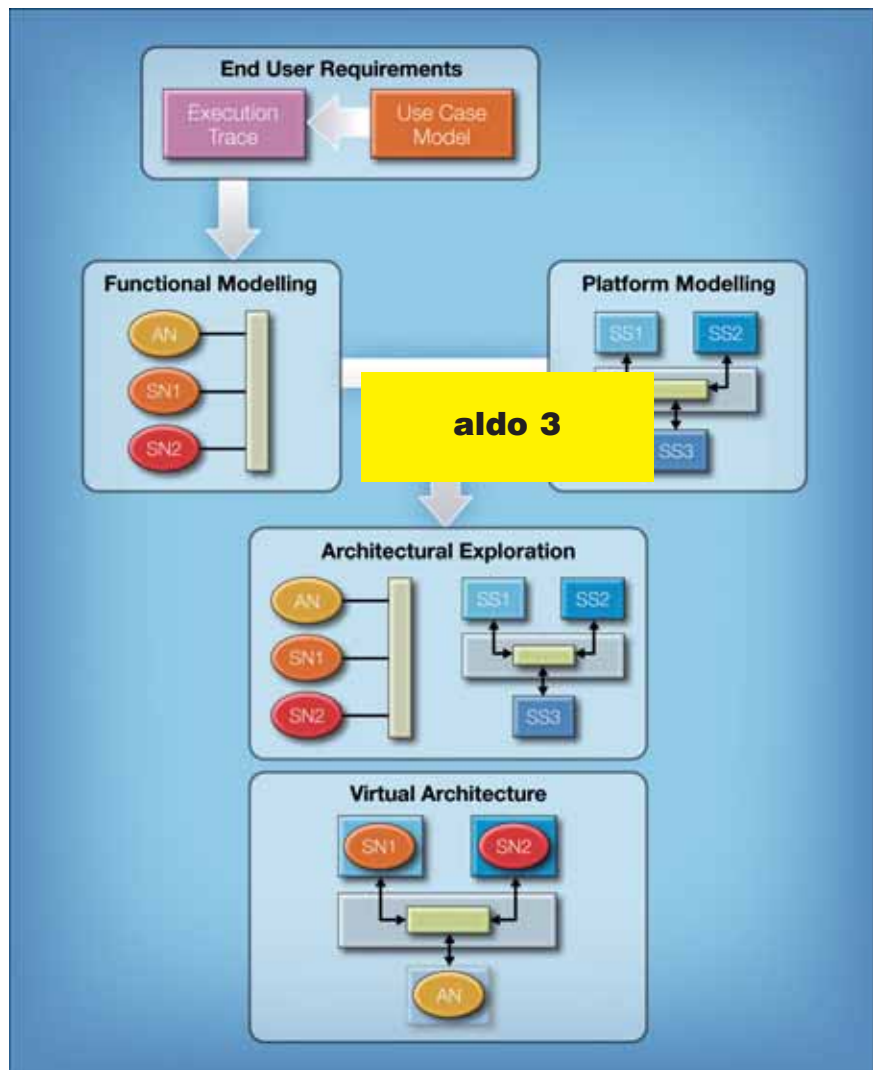 End User Requirements
Execution
Trace
Use Case
Model
Functional Modelling
AN
SN1
SN2
Platform Modelling
SS1
SS2
SS3
aldo 3
Architectural Exploration
AN
SN1
SN2
SS1
SS2
SS3
Virtual Architecture
SN1
SN2
AN